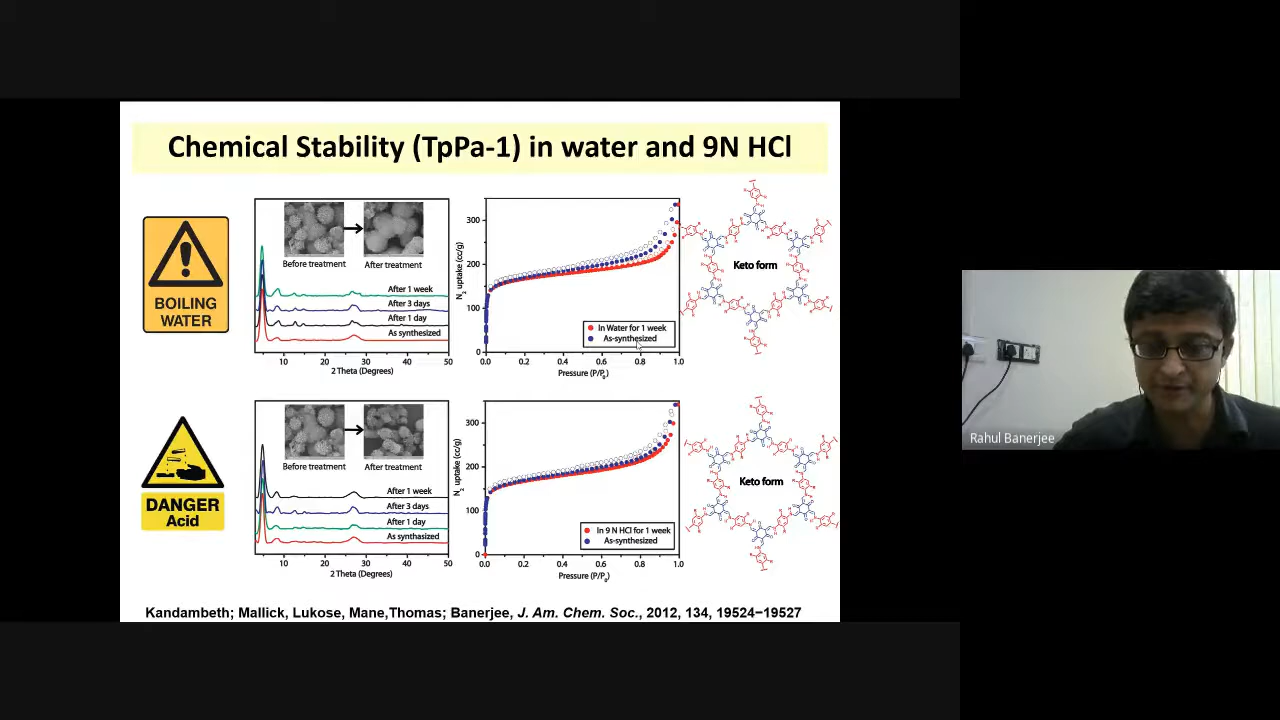 Chemical Stability (TpPa-1) in water and 9N HCl
BOILING
WATER
Before treatment After treatment
After 1 week
After 3 days
After 1 day
As synthesized
10 20 30 40 50
2 Theta (Degrees)
N2 uptake (cc/g)
300
200
100
0
In Water for 1 week
As-synthesized
0.0 0.2 0.4 0.6 0.8 1.0
Pressure (P/P0)
Keto form
DANGER
Acid
Before treatment After treatment
After 1 week
After 3 days
After 1 day
As synthasized
10 20 30 40 50
2 Theta (Degrees)
N2 uptake (cc/g)
300
200
100
0
In 9 N HCl for 1 week
As-synthesized
0.0 0.2 0.4 0.6 0.8 1.0
Pressure (P/P0)
Keto form
Kandambeth; Mallick, Lukose, Mane,Thomas; Banerjee, J. Am. Chem. Soc., 2012, 134, 19524−19527
Rahul Banerjee